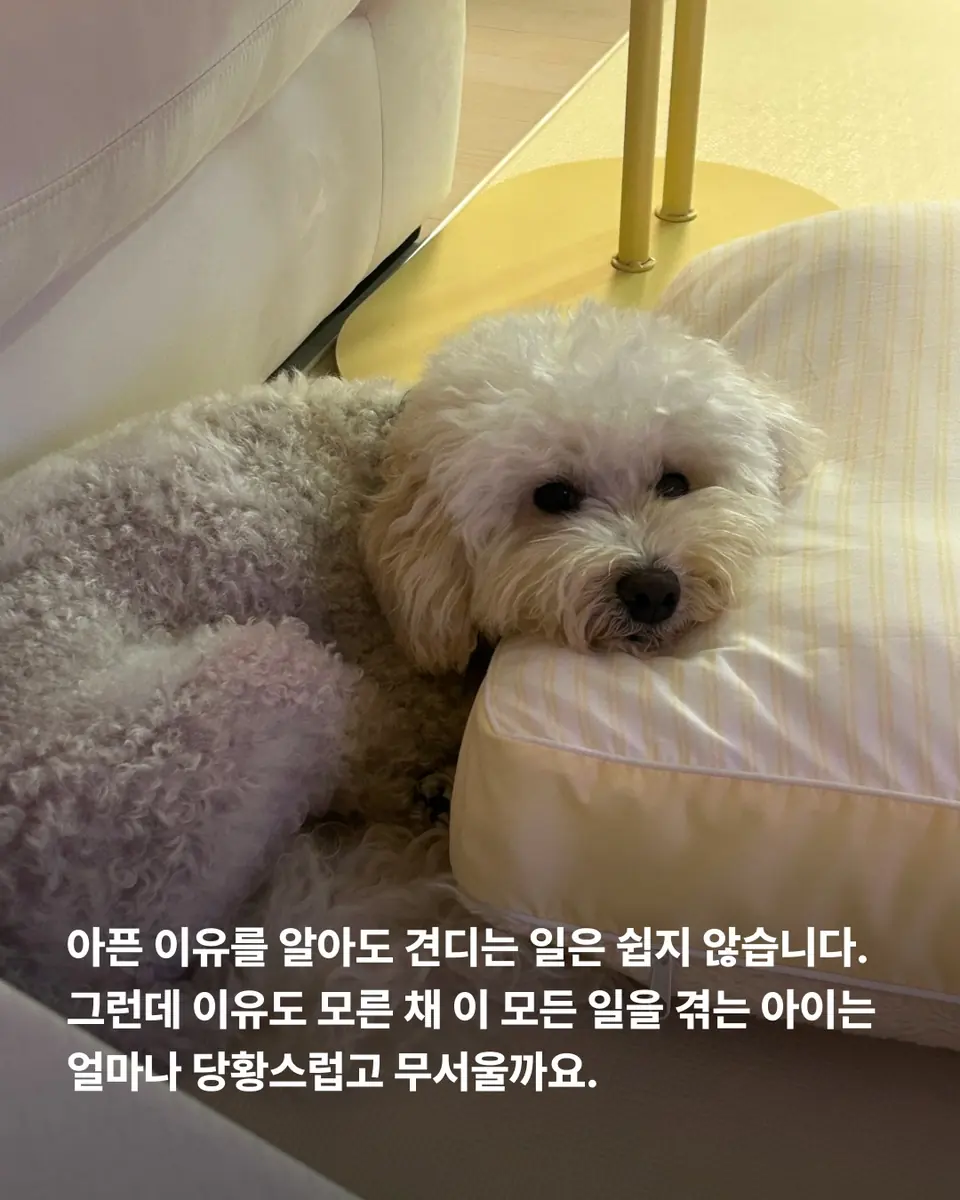 아픈 이유를 알아도 견디는 일은 쉽지 않습니다.
그런데 이유도 모른 채 이 모든 일을 겪는 아이는
얼마나 당황스럽고 무서울까요.